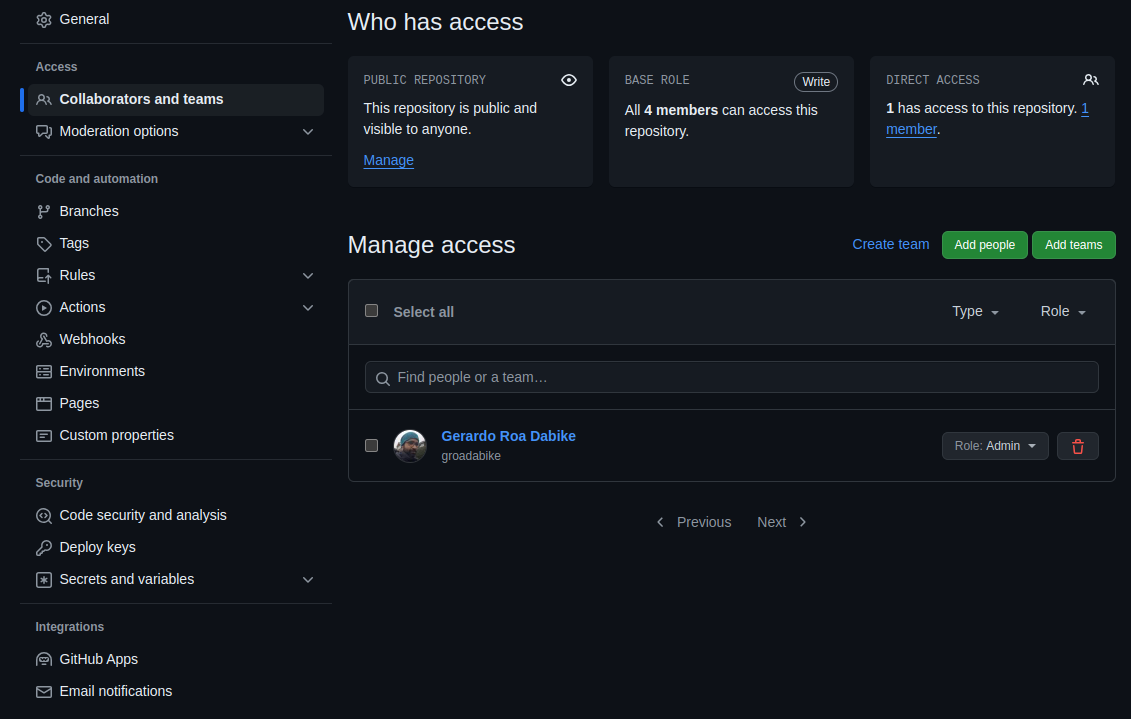 General
Access
Collaborators and teams
Moderation options
Code and automation
Branches
Tags
Rules
Actions
Webhooks
Environments
Pages
Custom properties
Security
Code security and analysis
Deploy keys
Secrets and variables
Integrations
GitHub Apps
Email notifications
Who has access
PUBLIC REPOSITORY
This repository is public and
visible to anyone.
Manage
BASE ROLE
Write
All 4 members can access this
repository.
DIRECT ACCESS
1 has access to this repository. 1
member.
Manage access
Create team
Add people
Add teams
Select all
Type
Role
Find people or a team…
Gerardo Roa Dabike
groadabike
Role: Admin
Previous
Next